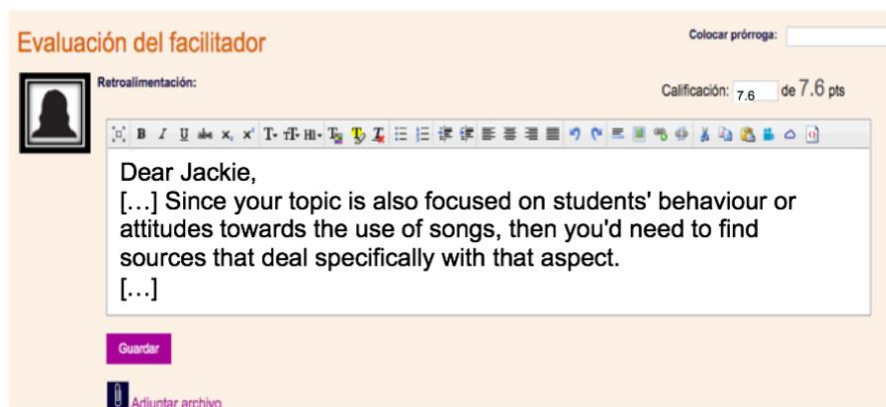 Evaluación del facilitador
Colocar prórroga:
Retroalimentación:
Calificación: 7.6 de 7.6 pts
Dear Jackie,
[...] Since your topic is also focused on students' behaviour or
attitudes towards the use of songs, then you'd need to find
sources that deal specifically with that aspect.
[...]
Guardar
Adjuntar archivo